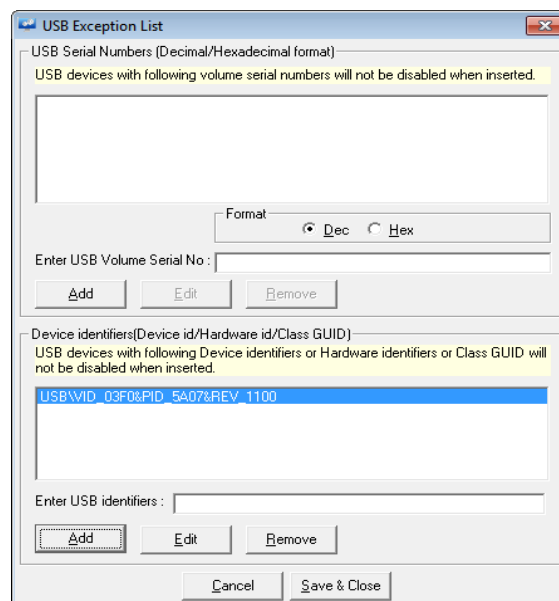 USB Exception List
USB Serial Numbers (Decimal/Hexadecimal format)
USB devices with following volume serial numbers will not be disabled when inserted.
Format
Dec Hex
Enter USB Volume Serial No :
Add Edit Remove
Device identifiers(Device id/Hardware id/Class GUID)
USB devices with following Device identifiers or Hardware identifiers or Class GUID will
not be disabled when inserted.
USB\VID_03F0&PID_5A07&REV_1100
Enter USB identifiers :
Add Edit Remove
Cancel Save & Close